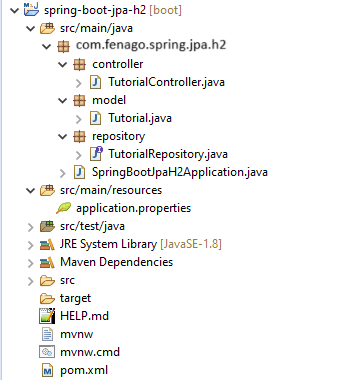 spring-boot-jpa-h2 [boot]
src/main/java
com.fenago.spring.jpa.h2
controller
TutorialController.java
model
Tutorial.java
repository
TutorialRepository.java
SpringBootJpaH2Application.java
src/main/resources
application.properties
src/test/java
JRE System Library [JavaSE-1.8]
Maven Dependencies
src
target
HELP.md
mvnw
mvnw.cmd
pom.xml